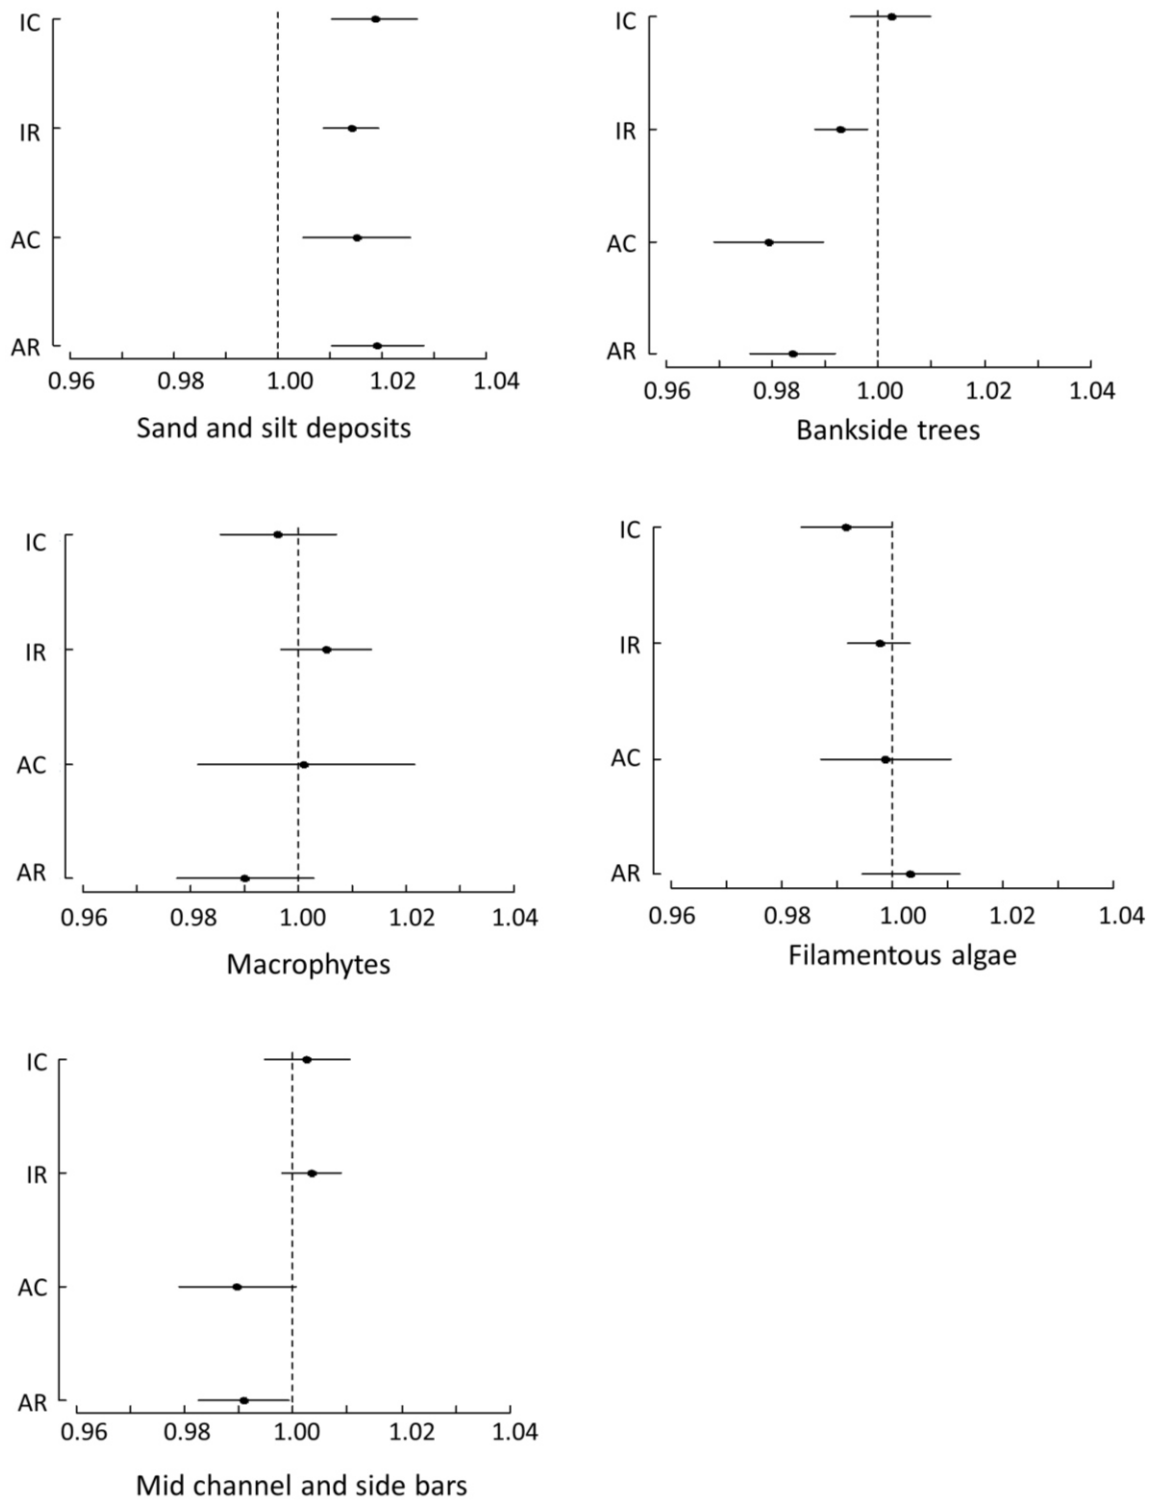 IC
IR
AC
AR
0.96 0.98 1.00 1.02 1.04
Sand and silt deposits
IC
IR
AC
AR
0.96 0.98 1.00 1.02 1.04
Bankside trees
IC
IR
AC
AR
0.96 0.98 1.00 1.02 1.04
Macrophytes
IC
IR
AC
AR
0.96 0.98 1.00 1.02 1.04
Filamentous algae
IC
IR
AC
AR
0.96 0.98 1.00 1.02 1.04
Mid channel and side bars